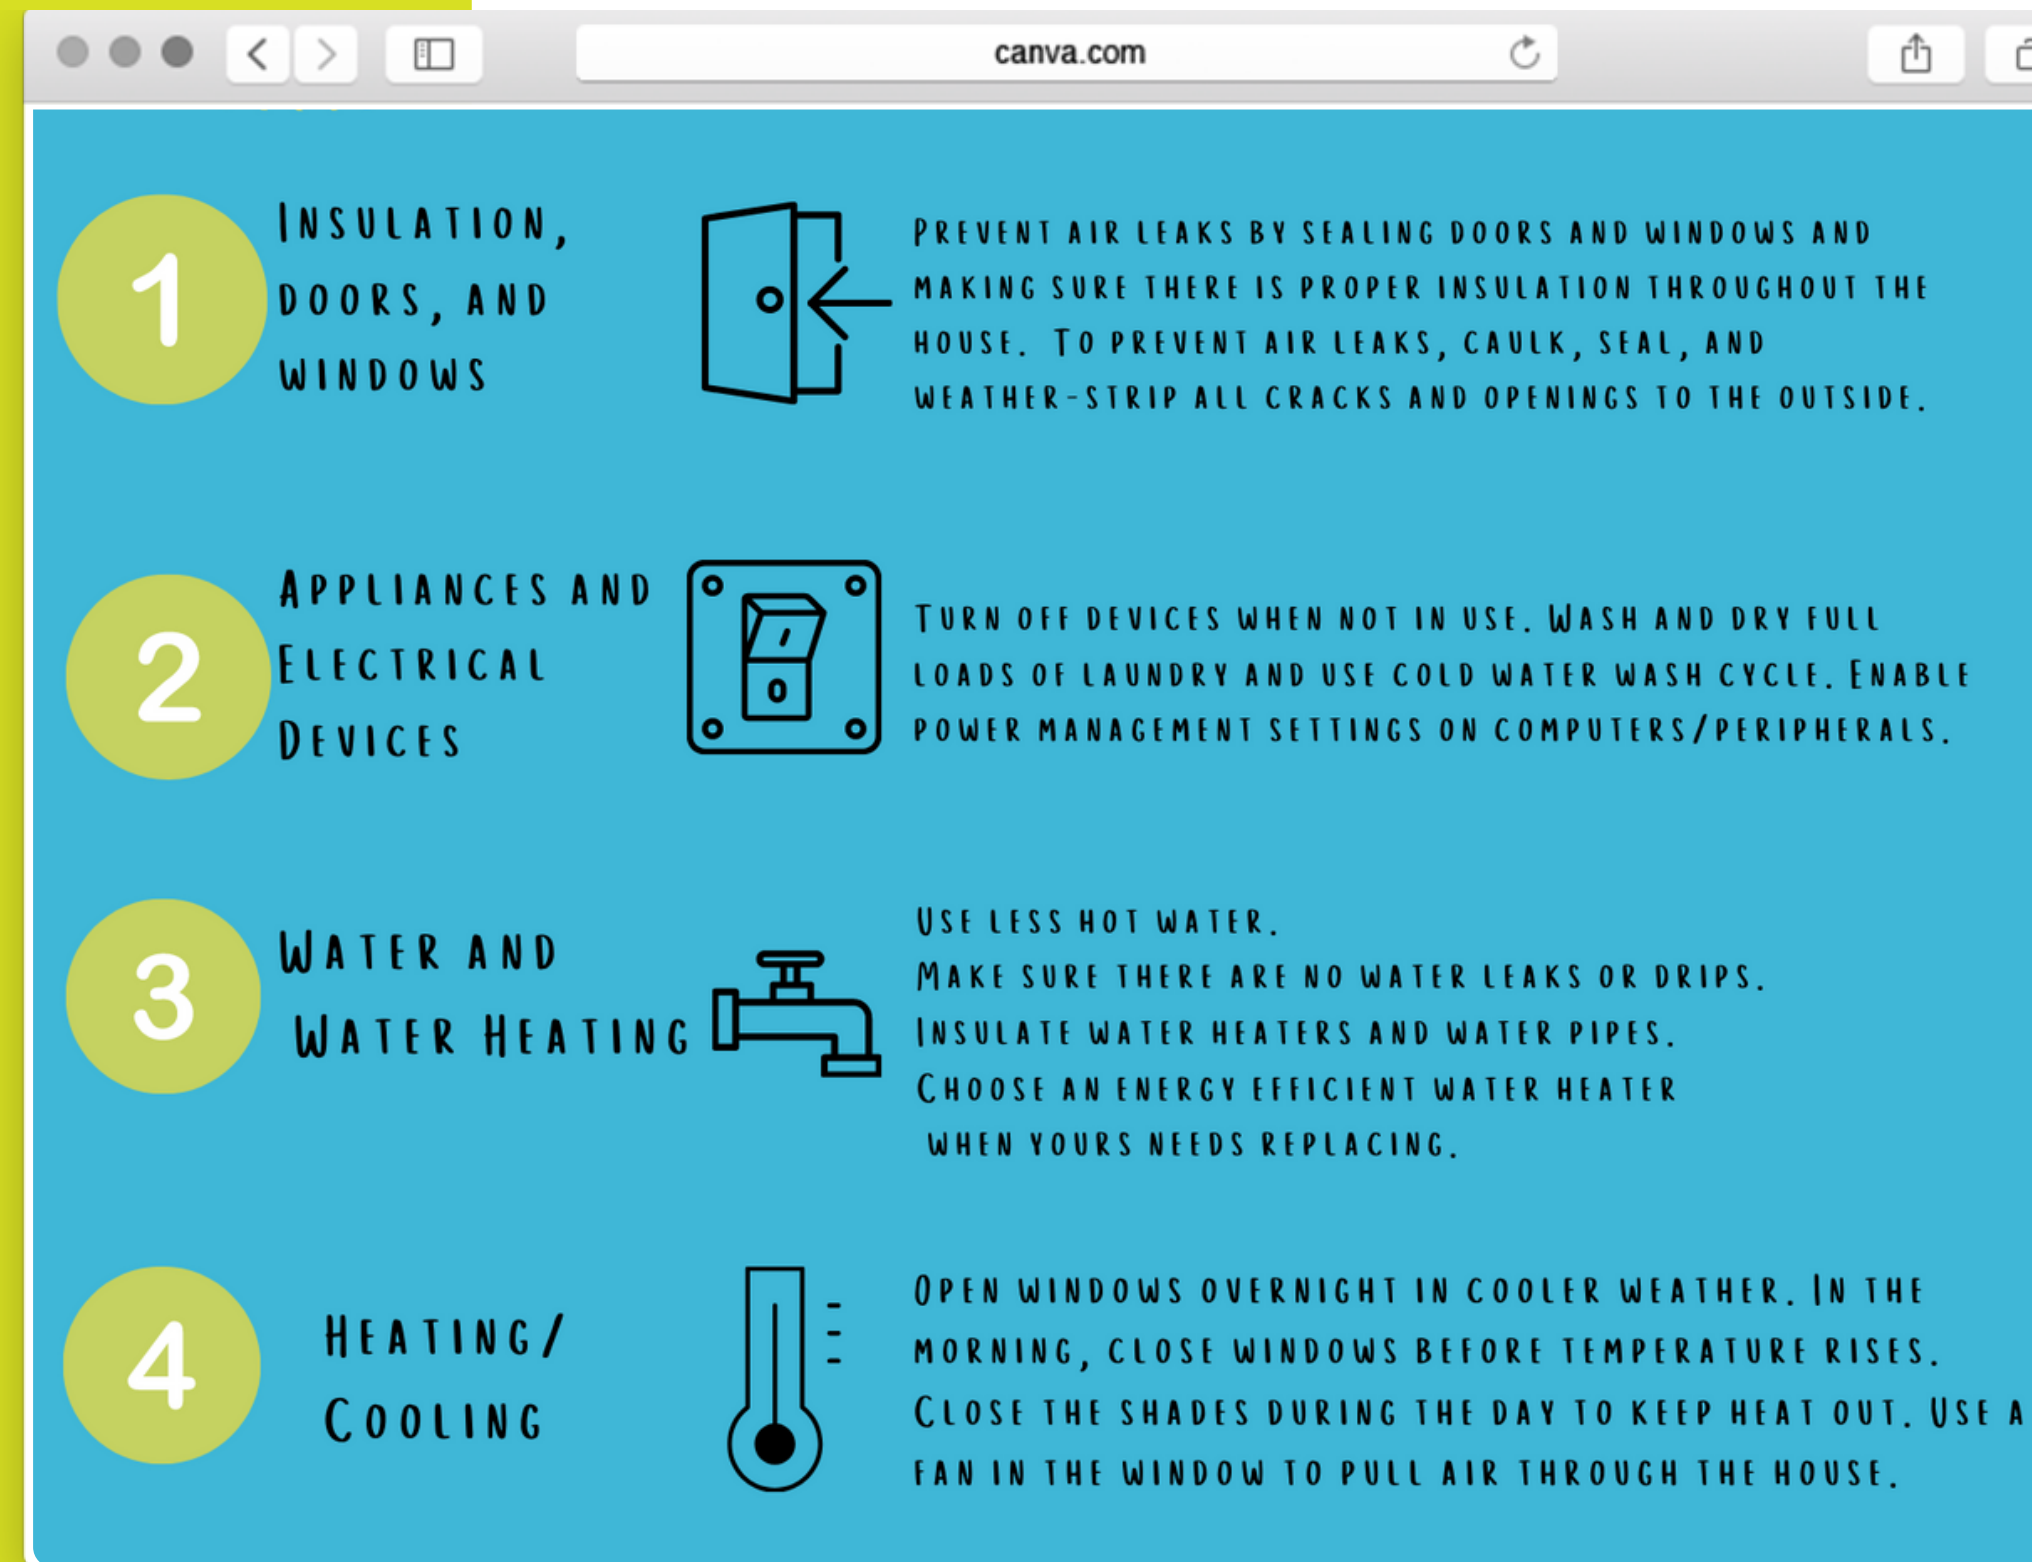 canva.com
1
Insulation,
doors, and
windows
Prevent air leaks by sealing doors and windows and
making sure there is proper insulation throughout the
house. To prevent air leaks, caulk, seal, and
weather-strip all cracks and openings to the outside.
2
Appliances and
Electrical
Devices
Turn off devices when not in use. Wash and dry full
loads of laundry and use cold water wash cycle. Enable
power management settings on computers/peripherals.
3
Water and
Water Heating
Use less hot water.
Make sure there are no water leaks or drips.
Insulate water heaters and water pipes.
Choose an energy efficient water heater
when yours needs replacing.
4
Heating/
Cooling
Open windows overnight in cooler weather. In the
morning, close windows before temperature rises.
Close the shades during the day to keep heat out. Use a
fan in the window to pull air through the house.